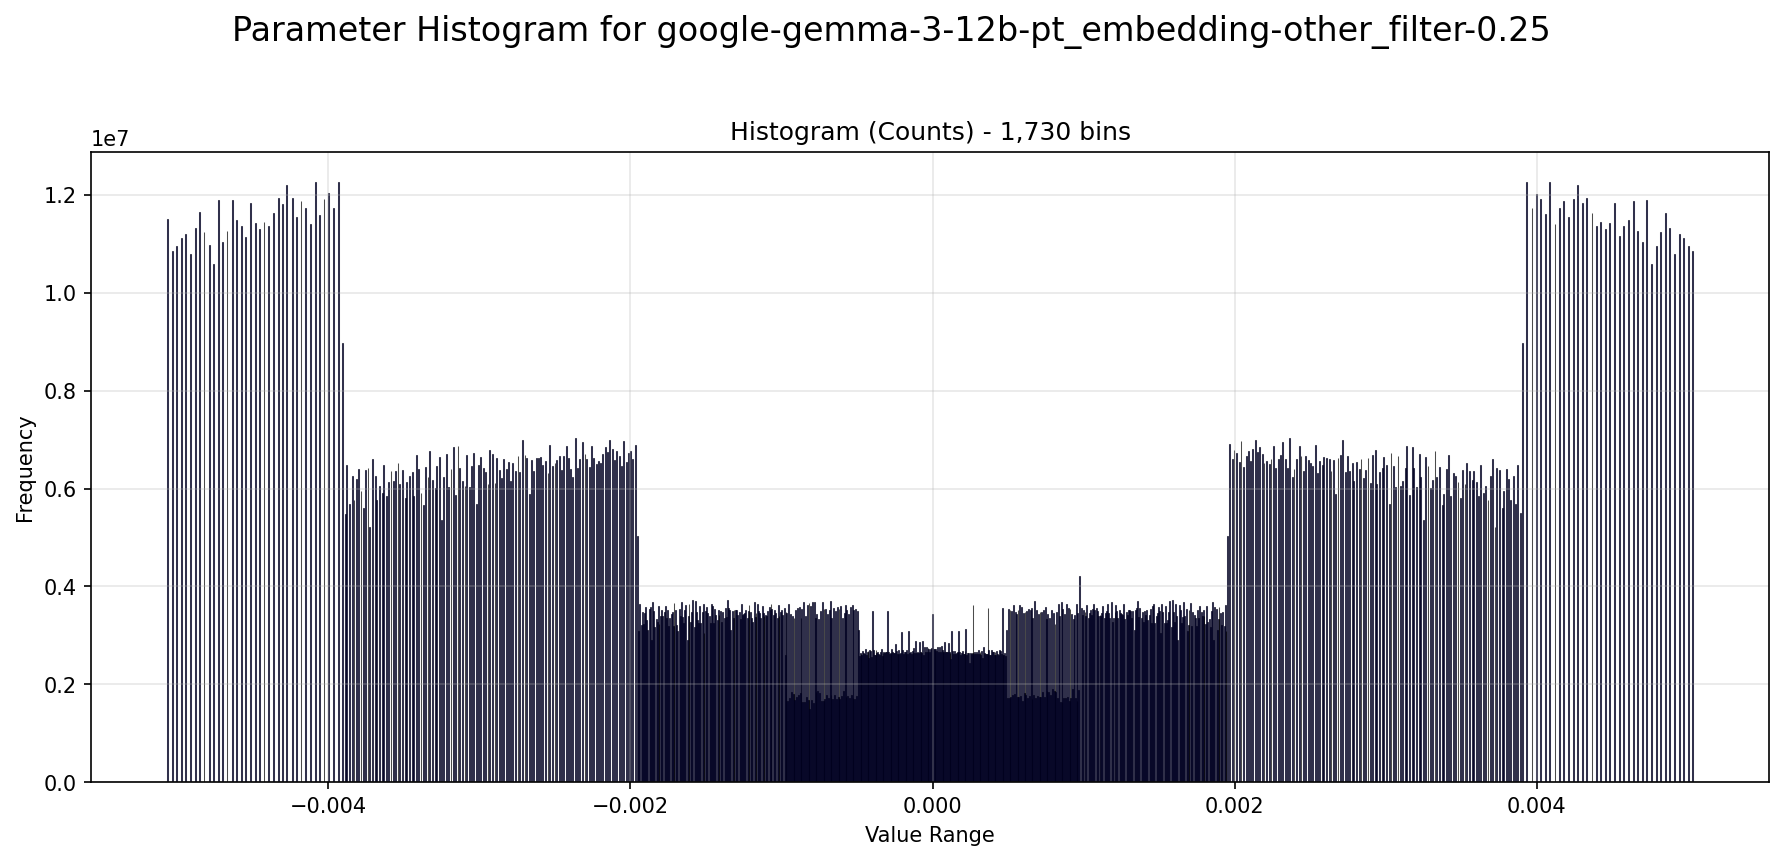 Parameter Histogram for google-gemma-3-12b-pt_embedding-other_filter-0.25
Histogram (Counts) - 1,730 bins
1e7
1.2
1.0
0.8
0.6
0.4
0.2
0.0
Frequency
−0.004
−0.002
0.000
0.002
0.004
Value Range